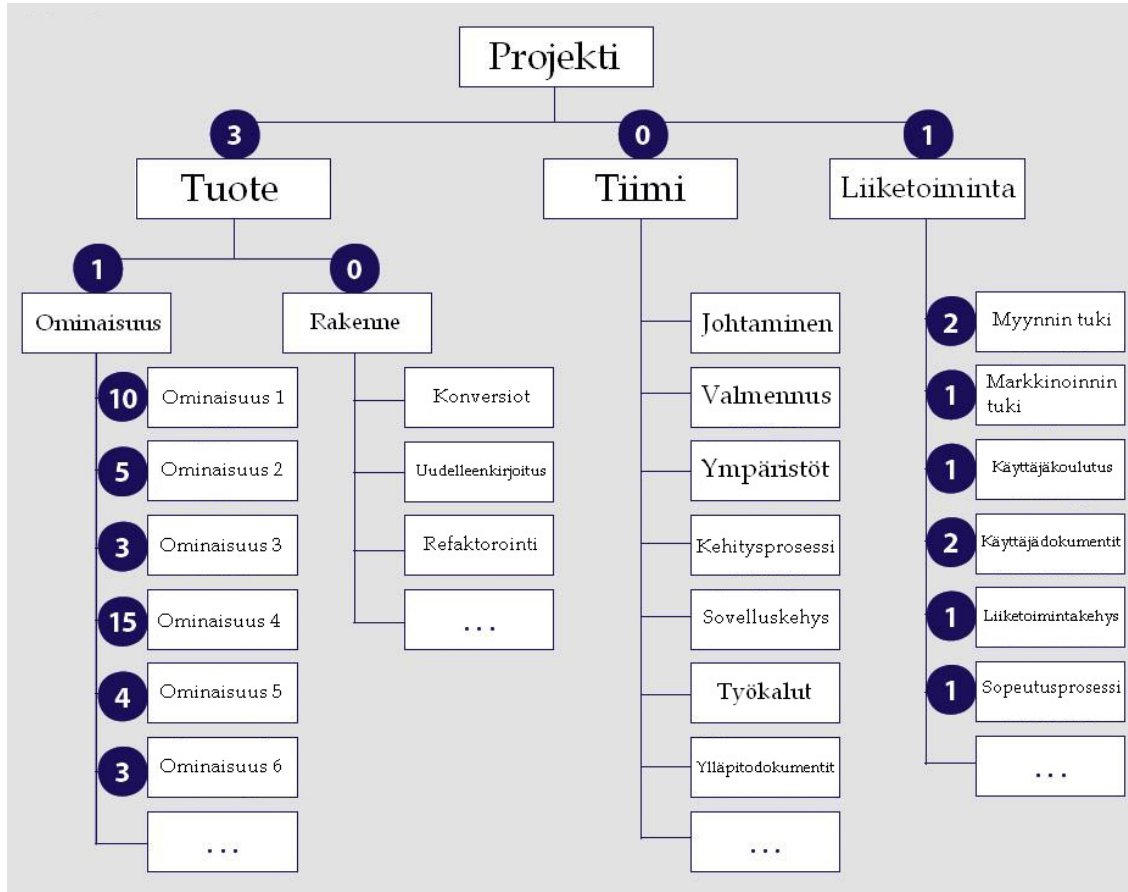 Projekti
3
0
1
Tuote
Tiimi
Liiketoiminta
1
0
Ominaisuus
Rakenne
10
Ominaisuus 1
5
Ominaisuus 2
3
Ominaisuus 3
15
Ominaisuus 4
4
Ominaisuus 5
3
Ominaisuus 6
...
Konversiot
Uudelleenkirjoitus
Refaktorointi
...
Johtaminen
Valmennus
Ympäristöt
Kehitysprosessi
Sovelluskehys
Työkalut
Ylläpitodokumentit
...
2
Myynnin tuki
1
Markkinoinnin
tuki
1
Käyttäjäkoulutus
2
Käyttäjädokumentit
1
Liiketoimintakehys
1
Sopeutusprosessi
...